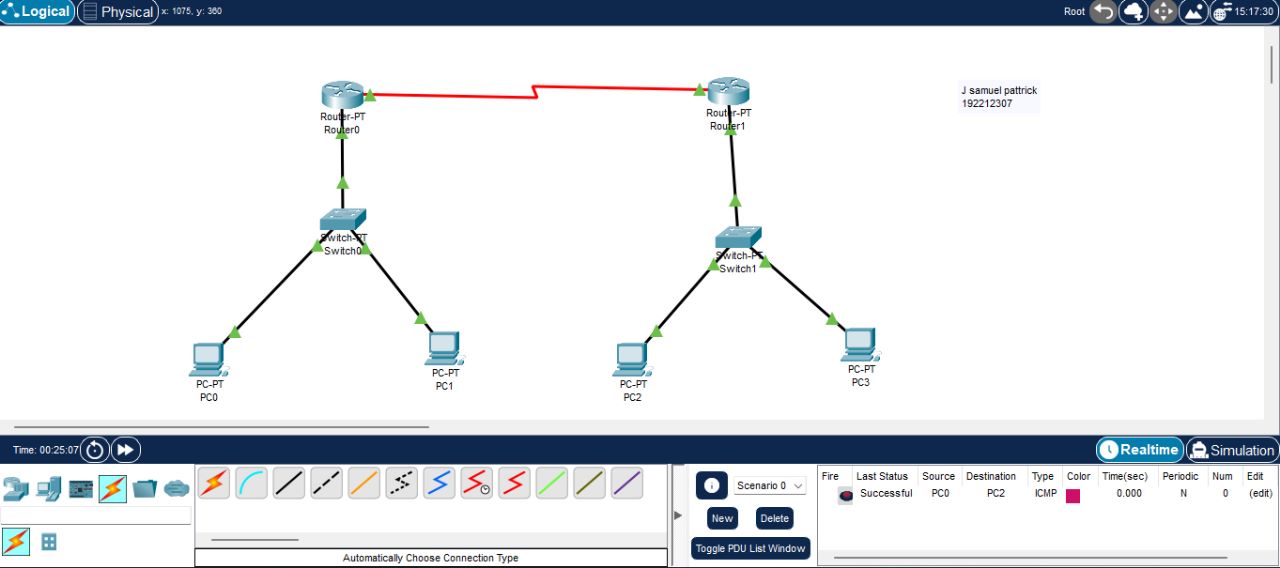 Logical Physical x: 1075, y: 360 Root 15:17:30
J samuel pattrick
192212307
Router-PT
Router0
Router-PT
Router1
Switch-PT
Switch0
Switch-PT
Switch1
PC-PT
PC0
PC-PT
PC1
PC-PT
PC2
PC-PT
PC3
Time: 00:25:07 Realtime Simulation
Scenario 0
New Delete
Toggle PDU List Window
Fire Last Status Source Destination Type Color Time(sec) Periodic Num Edit
Successful PC0 PC2 ICMP 0.000 N 0 (edit)
Automatically Choose Connection Type